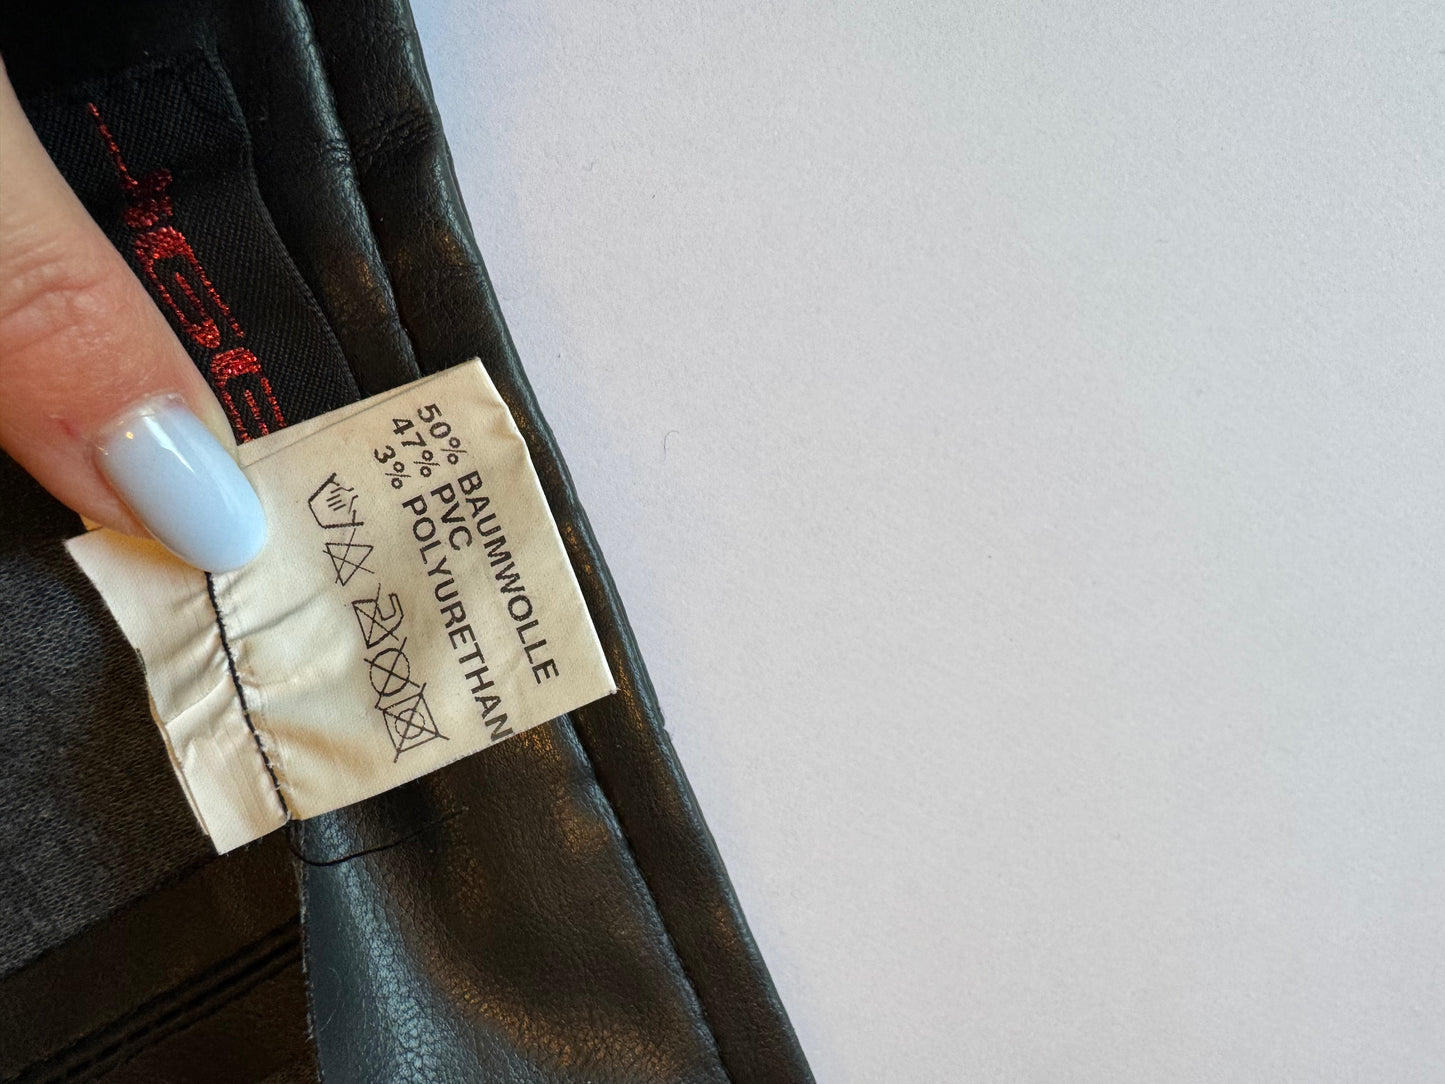 50% BAUMWOLLE
47% PVC
3% POLYURETHAN